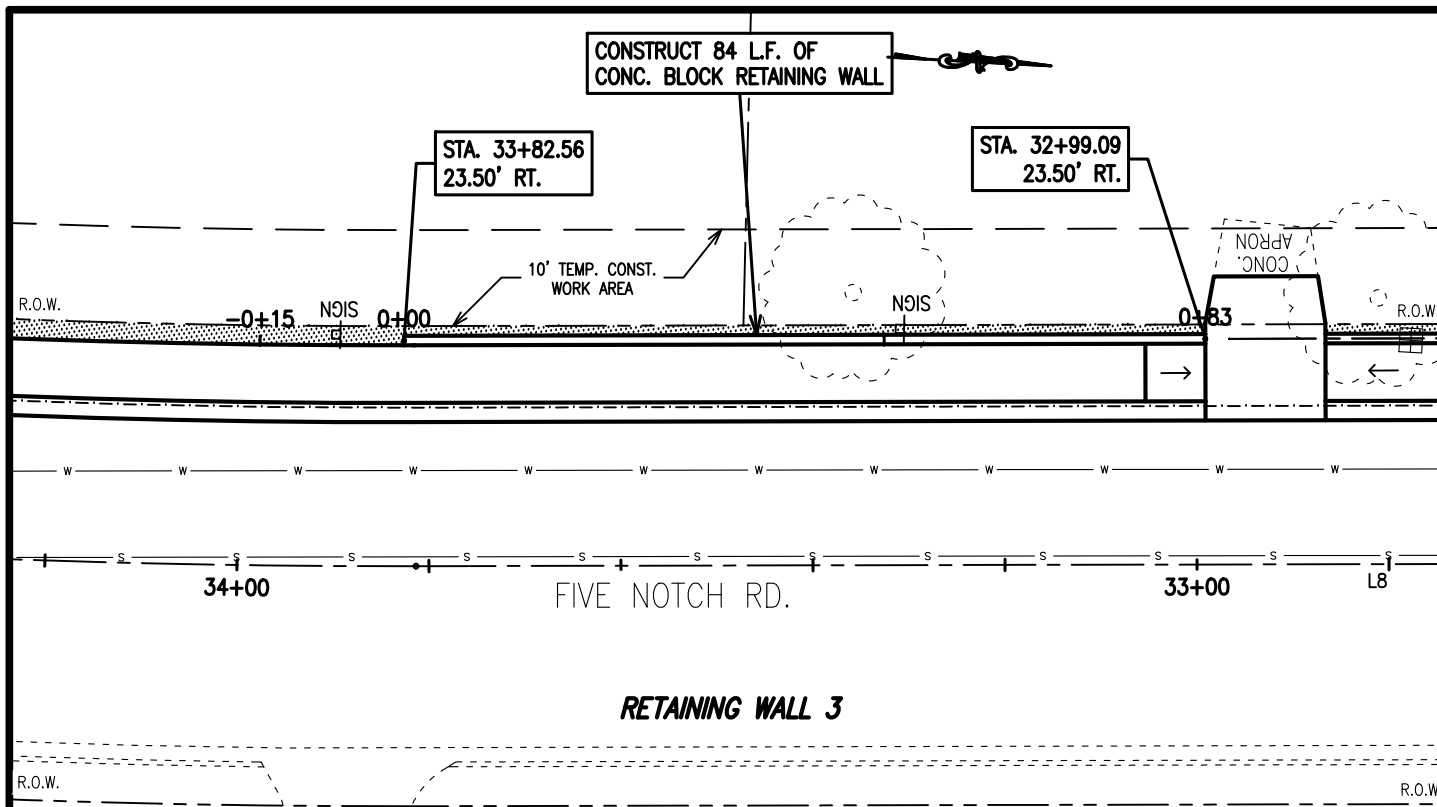 CONSTRUCT 84 L.F. OF
CONC. BLOCK RETAINING WALL
STA. 33+82.56
23.50' RT.
STA. 32+99.09
23.50' RT.
10' TEMP. CONST.
WORK AREA
CONC.
APRON
R.O.W.
-0+15
SIGN
0+00
SIGN
0+83
R.O.W
W W W W W W W W W W W W
S S S S S S S S S S S S
34+00
FIVE NOTCH RD.
33+00
L8
RETAINING WALL 3
R.O.W.
R.O.W